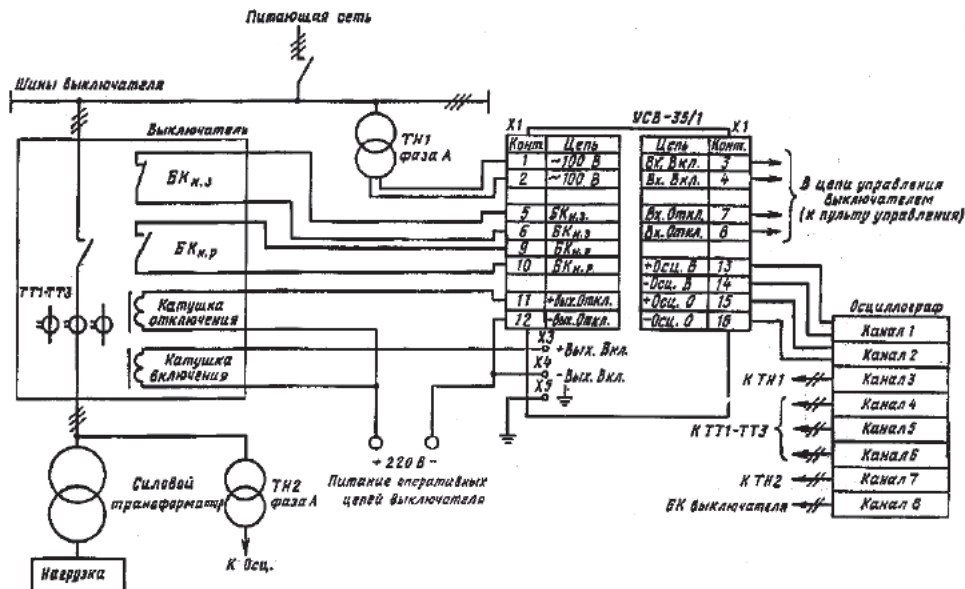 Питающая сеть
Шины выключателя
Выключатель
ТН1
фаза А
БКн.з
БКн.р
ТТ1-ТТ3
Катушка
отключения
Катушка
включения
УСВ-35/1
X1
X1
Конт. Цепь
1 ~100 В
2 ~100 В
5 БКн.з.
6 БКн.з
9 БКн.р
10 БКн.р.
11 +Вых.Откл.
12 -Вых.Откл.
Цепь Конт.
Вх. Вкл. 3
Вх. Вкл. 4
Вх.Откл. 7
Вх.Откл. 8
+Осц. В 13
-Осц. В 14
+Осц. О 15
-Осц. О 16
X3
+Вых. Вкл.
X4
-Вых. Вкл.
X5
В цепи управления
выключателем
(к пульту управления)
Осциллограф
Канал 1
Канал 2
Канал 3
Канал 4
Канал 5
Канал 6
Канал 7
Канал 8
К ТН1
К ТТ1-ТТ3
К ТН2
БК выключателя
+ 220 В -
Питание оперативных
цепей выключателя
Силовой
трансформатор
ТН2
фаза А
К Осц.
Нагрузка